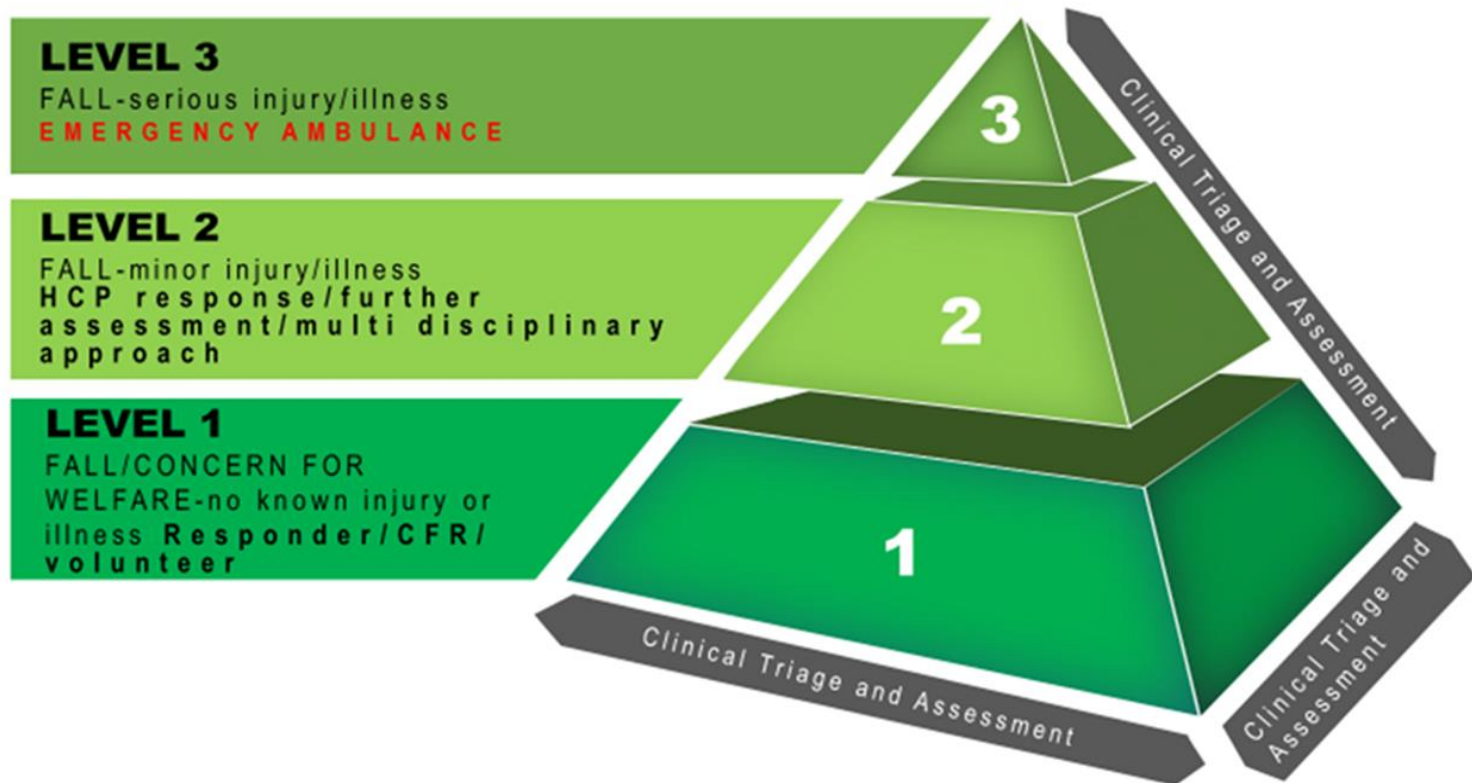 LEVEL 3
FALL-serious injury/illness
EMERGENCY AMBULANCE
3
LEVEL 2
FALL-minor injury/illness
HCP response/further
assessment/multi disciplinary
approach
2
LEVEL 1
FALL/CONCERN FOR
WELFARE-no known injury or
illness Responder/CFR/
volunteer
1
Clinical Triage and Assessment
Clinical Triage and Assessment
Clinical Triage and
Assessment